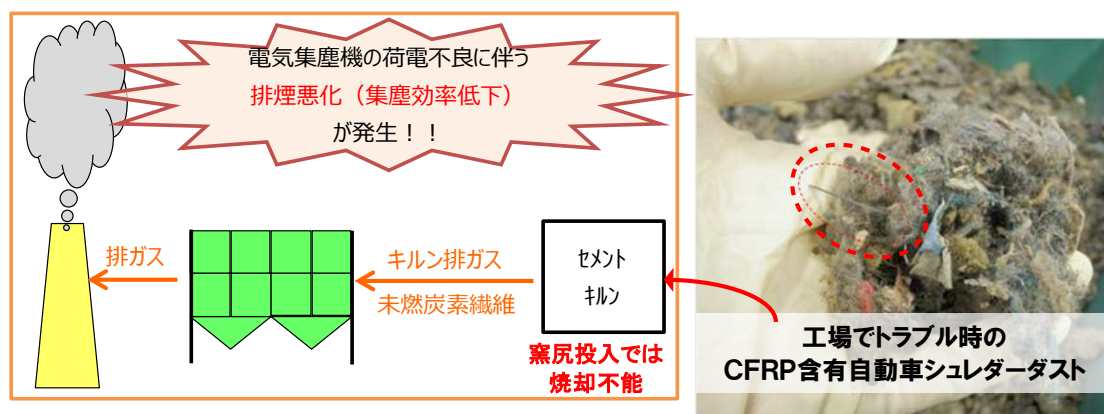 電気集塵機の荷電不良に伴う
排煙悪化（集塵効率低下）
が発生！！
排ガス
キルン排ガス
未燃炭素繊維
セメント
キルン
窯尻投入では
焼却不能
工場でトラブル時の
CFRP含有自動車シュレダーダスト